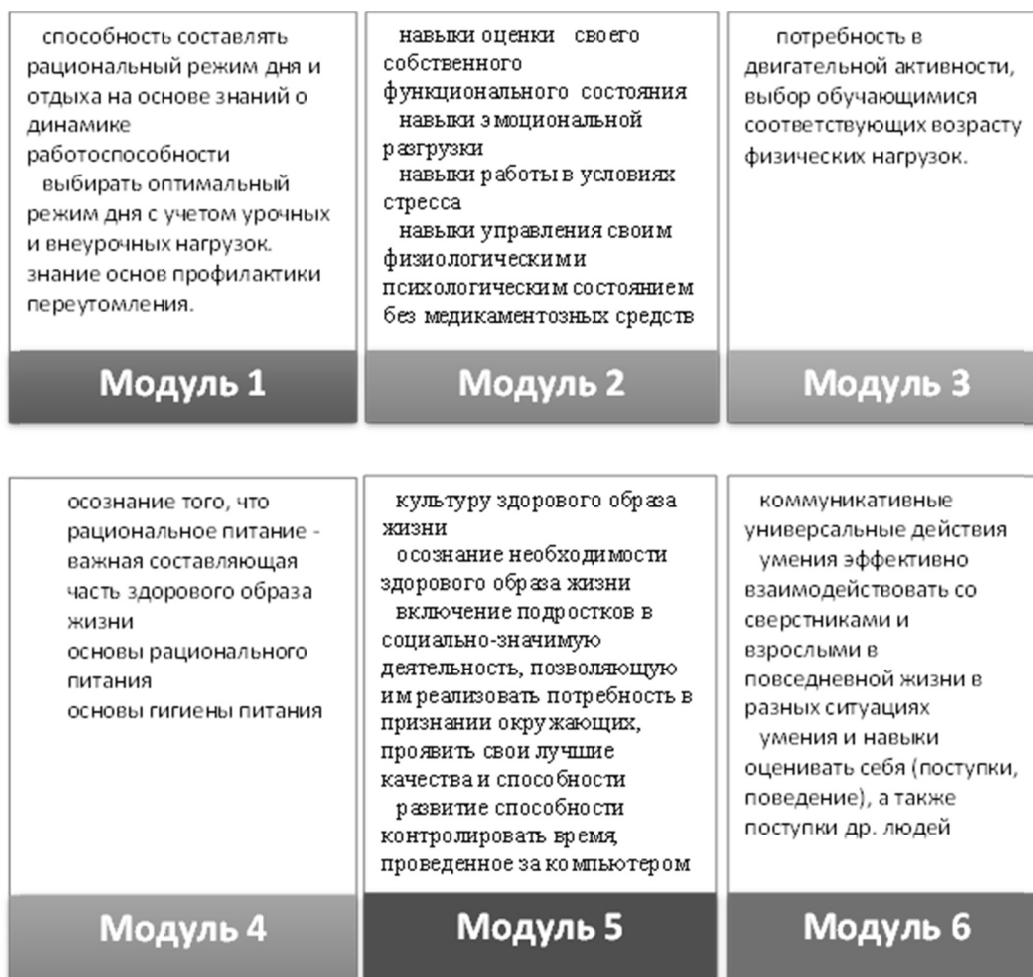 способность составлять
рациональный режим дня и
отдыха на основе знаний о
динамике
работоспособности
выбирать оптимальный
режим дня с учетом урочных
и внеурочных нагрузок.
знание основ профилактики
переутомления.
Модуль 1
навыки оценки своего
собственного
функционального состояния
навыки эмоциональной
разгрузки
навыки работы в условиях
стресса
навыки управления своим
физиологическим и
психологическим состоянием
без медикаментозных средств
Модуль 2
потребность в
двигательной активности,
выбор обучающимися
соответствующих возрасту
физических нагрузок.
Модуль 3
осознание того, что
рациональное питание -
важная составляющая
часть здорового образа
жизни
основы рационального
питания
основы гигиены питания
Модуль 4
культуру здорового образа
жизни
осознание необходимости
здорового образа жизни
включение подростков в
социально-значимую
деятельность, позволяющую
им реализовать потребность в
признании окружающих,
проявить свои лучшие
качества и способности
развитие способности
контролировать время,
проведенное за компьютером
Модуль 5
коммуникативные
универсальные действия
умения эффективно
взаимодействовать со
сверстниками и
взрослыми в
повседневной жизни в
разных ситуациях
умения и навыки
оценивать себя (поступки,
поведение), а также
поступки др. людей
Модуль 6